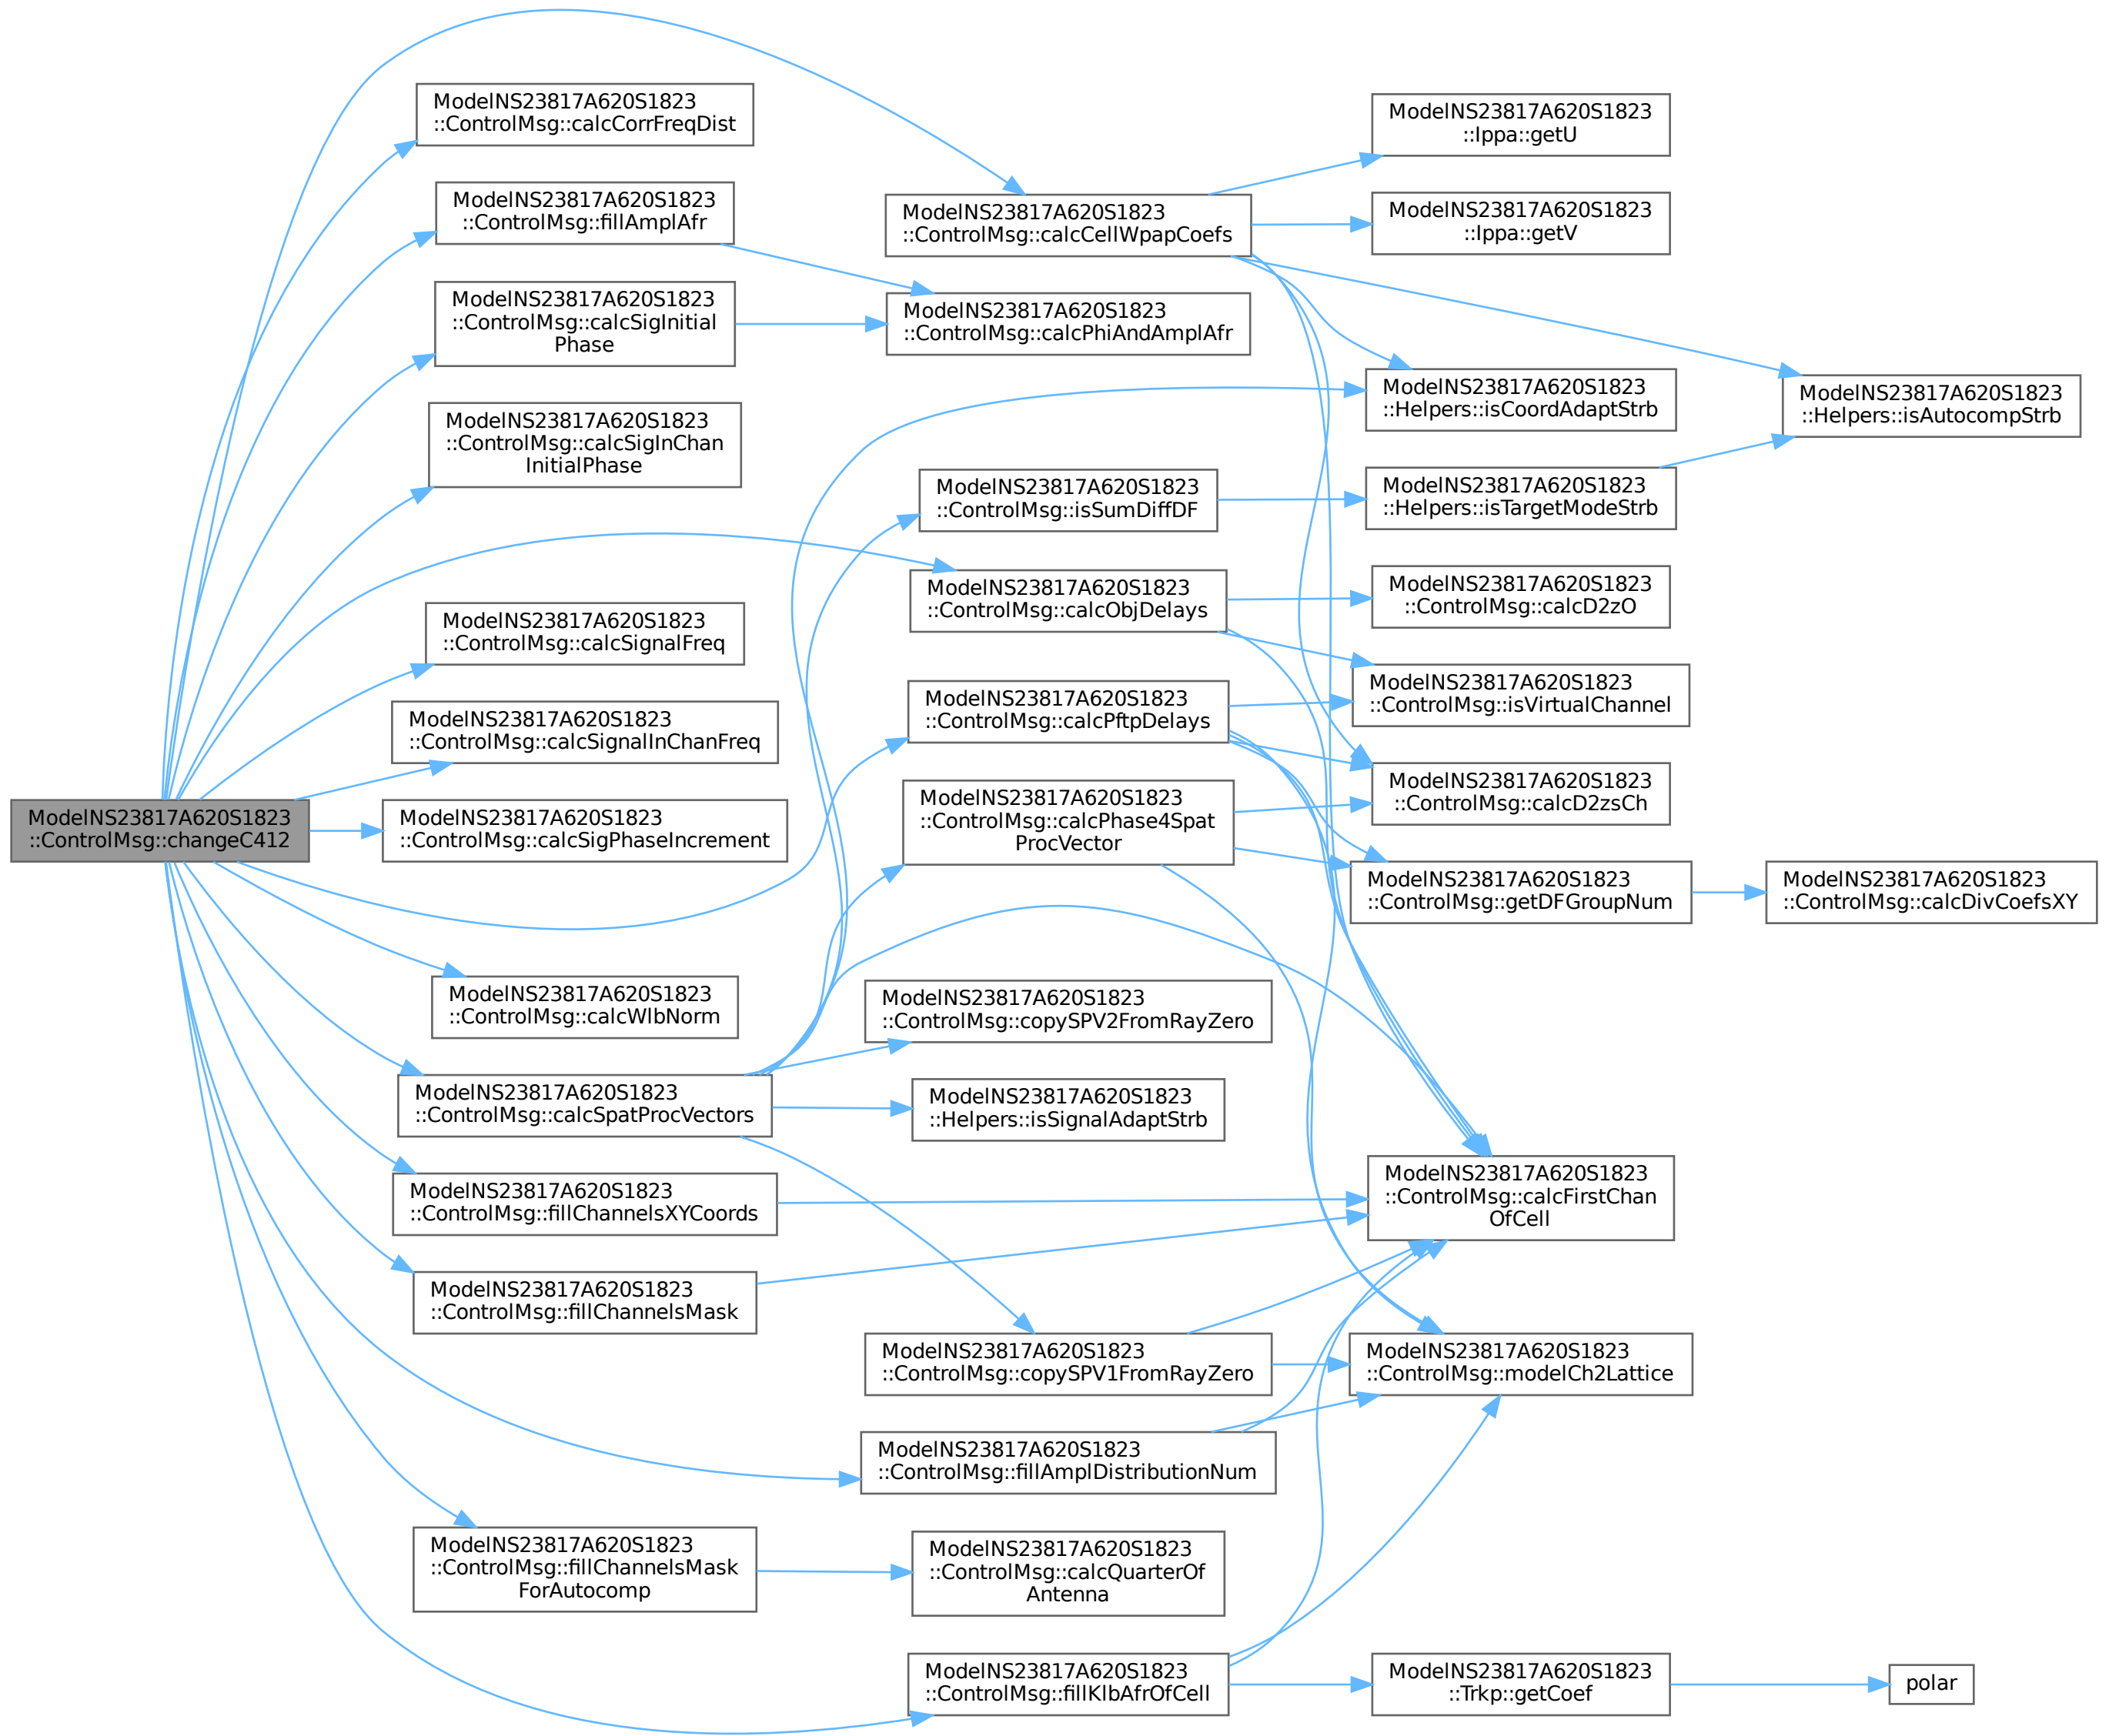 ModelNS23817A620S1823
::ControlMsg::changeC412
ModelNS23817A620S1823
::ControlMsg::calcCorrFreqDist
ModelNS23817A620S1823
::ControlMsg::fillAmplAfr
ModelNS23817A620S1823
::ControlMsg::calcSigInitial
Phase
ModelNS23817A620S1823
::ControlMsg::calcSigInChan
InitialPhase
ModelNS23817A620S1823
::ControlMsg::calcSignalFreq
ModelNS23817A620S1823
::ControlMsg::calcSignalInChanFreq
ModelNS23817A620S1823
::ControlMsg::calcSigPhaseIncrement
ModelNS23817A620S1823
::ControlMsg::calcWlbNorm
ModelNS23817A620S1823
::ControlMsg::calcSpatProcVectors
ModelNS23817A620S1823
::ControlMsg::fillChannelsXYCoords
ModelNS23817A620S1823
::ControlMsg::fillChannelsMask
ModelNS23817A620S1823
::ControlMsg::fillChannelsMask
ForAutocomp
ModelNS23817A620S1823
::ControlMsg::calcCellWpapCoefs
ModelNS23817A620S1823
::ControlMsg::calcPhiAndAmplAfr
ModelNS23817A620S1823
::ControlMsg::isSumDiffDF
ModelNS23817A620S1823
::ControlMsg::calcObjDelays
ModelNS23817A620S1823
::ControlMsg::calcPftpDelays
ModelNS23817A620S1823
::ControlMsg::calcPhase4Spat
ProcVector
ModelNS23817A620S1823
::ControlMsg::copySPV2FromRayZero
ModelNS23817A620S1823
::Helpers::isSignalAdaptStrb
ModelNS23817A620S1823
::ControlMsg::copySPV1FromRayZero
ModelNS23817A620S1823
::ControlMsg::fillAmplDistributionNum
ModelNS23817A620S1823
::ControlMsg::calcQuarterOf
Antenna
ModelNS23817A620S1823
::ControlMsg::fillKlbAfrOfCell
ModelNS23817A620S1823
::Ippa::getU
ModelNS23817A620S1823
::Ippa::getV
ModelNS23817A620S1823
::Helpers::isCoordAdaptStrb
ModelNS23817A620S1823
::Helpers::isTargetModeStrb
ModelNS23817A620S1823
::ControlMsg::calcD2zO
ModelNS23817A620S1823
::ControlMsg::isVirtualChannel
ModelNS23817A620S1823
::ControlMsg::calcD2zsCh
ModelNS23817A620S1823
::ControlMsg::getDFGroupNum
ModelNS23817A620S1823
::ControlMsg::calcFirstChan
OfCell
ModelNS23817A620S1823
::ControlMsg::modelCh2Lattice
ModelNS23817A620S1823
::Trkp::getCoef
ModelNS23817A620S1823
::Helpers::isAutocompStrb
ModelNS23817A620S1823
::ControlMsg::calcDivCoefsXY
polar